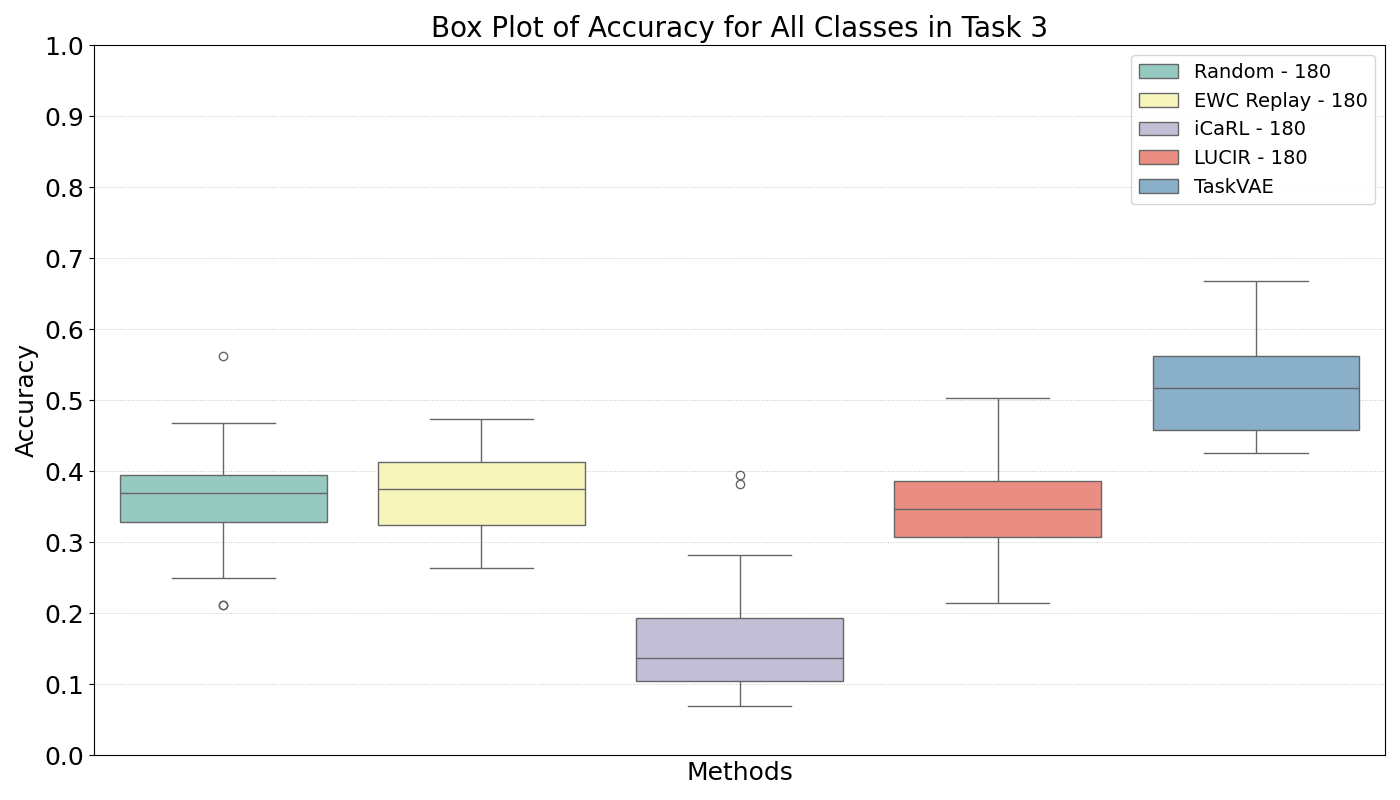 Box Plot of Accuracy for All Classes in Task 3
1.0
0.9
0.8
0.7
0.6
0.5
0.4
0.3
0.2
0.1
0.0
Accuracy
Methods
Random - 180
EWC Replay - 180
iCaRL - 180
LUCIR - 180
TaskVAE